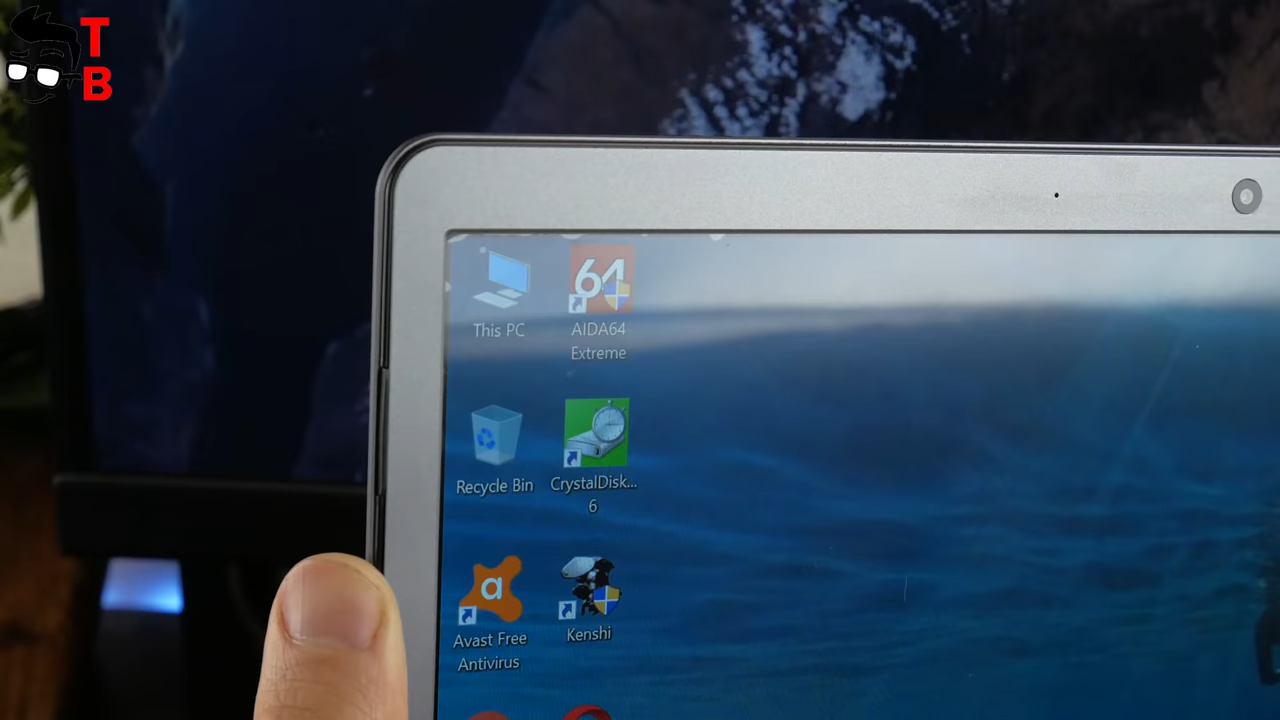 T
B
This PC
64
AIDA64
Extreme
Recycle Bin
CrystalDisk...
6
a
Avast Free
Antivirus
Kenshi